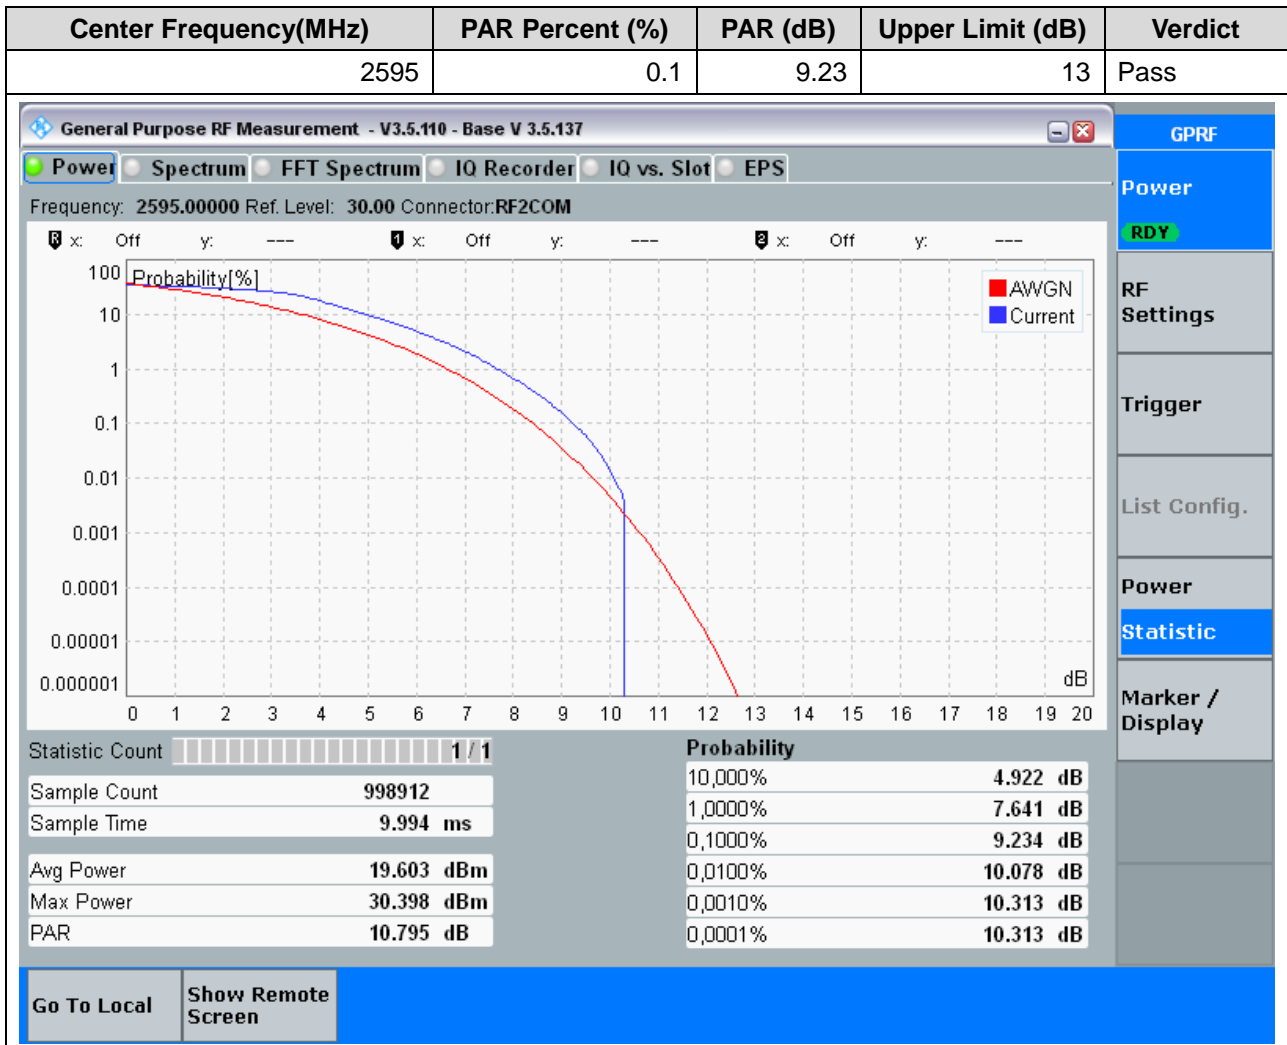 Center Frequency(MHz) PAR Percent (%) PAR (dB) Upper Limit (dB) Verdict
2595 0.1 9.23 13 Pass
General Purpose RF Measurement - V3.5.110 - Base V 3.5.137
GPRF
Power Spectrum FFT Spectrum IQ Recorder IQ vs. Slot EPS
Frequency: 2595.00000 Ref. Level: 30.00 Connector:RF2COM
R x: Off y: --- 1 x: Off y: --- 2 x: Off y: ---
Power
RDY
RF
Settings
Trigger
List Config.
Power
Statistic
Marker /
Display
Probability[%]
AWGN
Current
100
10
1
0.1
0.01
0.001
0.0001
0.00001
0.000001
dB
0 1 2 3 4 5 6 7 8 9 10 11 12 13 14 15 16 17 18 19 20
Statistic Count 1 / 1
Sample Count 998912
Sample Time 9.994 ms
Avg Power 19.603 dBm
Max Power 30.398 dBm
PAR 10.795 dB
Probability
10,000% 4.922 dB
1,0000% 7.641 dB
0,1000% 9.234 dB
0,0100% 10.078 dB
0,0010% 10.313 dB
0,0001% 10.313 dB
Go To Local
Show Remote
Screen